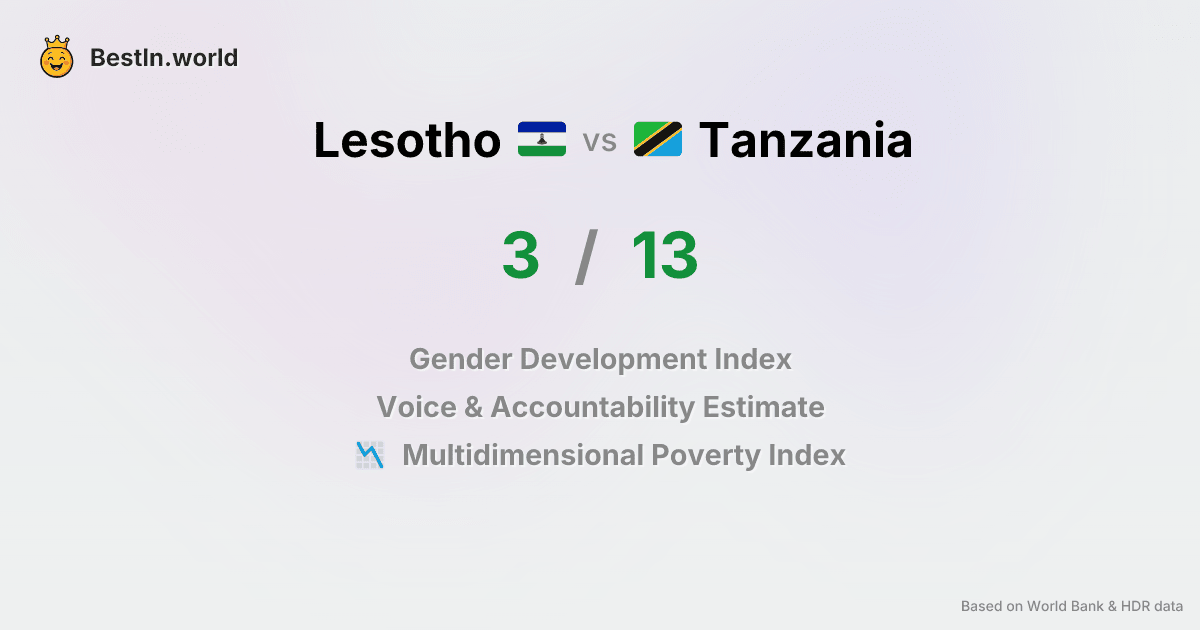 BestIn.world
Lesotho vs Tanzania
3 / 13
Gender Development Index
Voice & Accountability Estimate
Multidimensional Poverty Index
Based on World Bank & HDR data